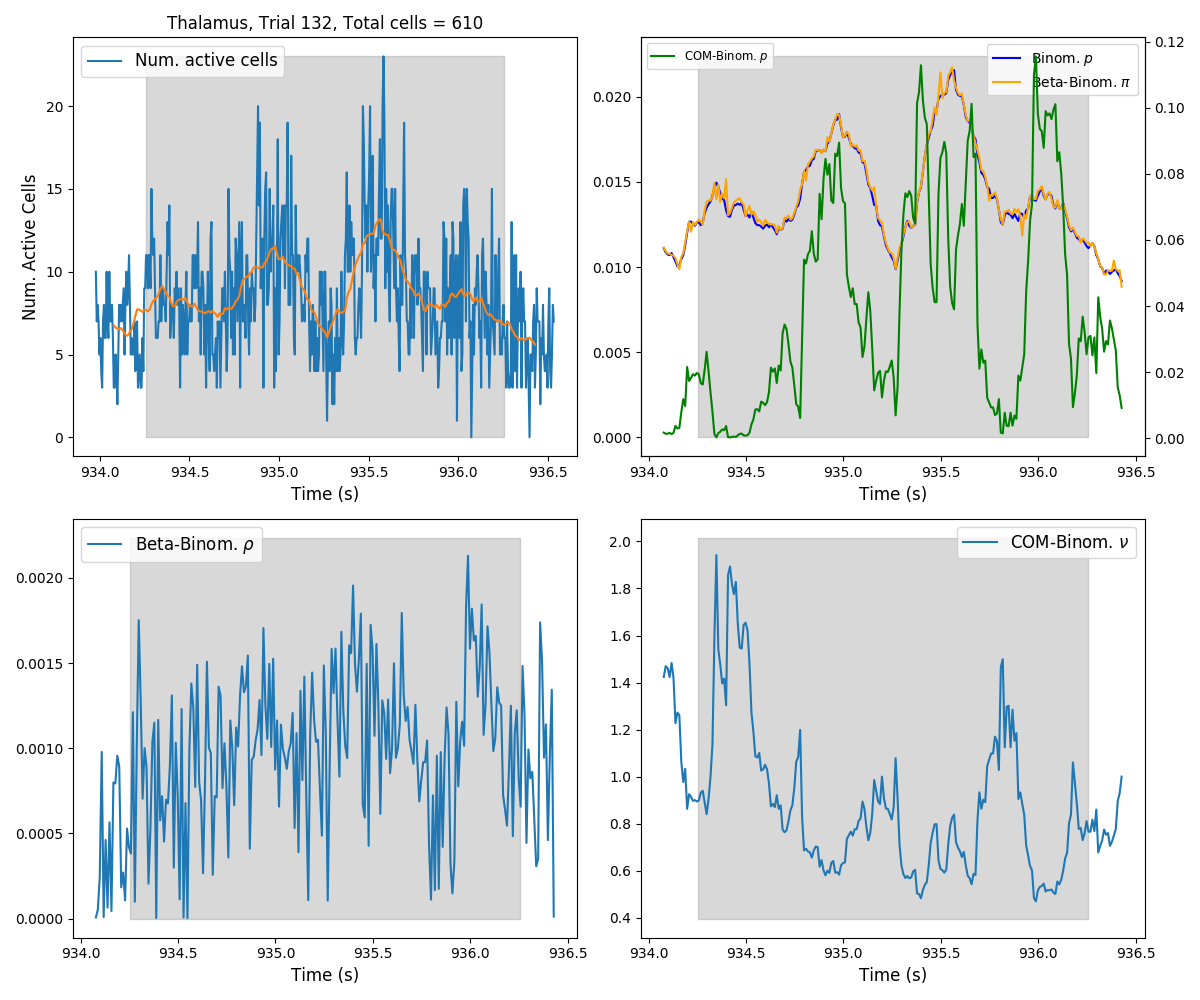 Thalamus, Trial 132, Total cells = 610
Num. active cells
Num. Active Cells
20
15
10
5
0
934.0 934.5 935.0 935.5 936.0 936.5
Time (s)
COM-Binom. p
Binom. p
Beta-Binom. π
0.020
0.015
0.010
0.005
0.000
0.12
0.10
0.08
0.06
0.04
0.02
0.00
934.0 934.5 935.0 935.5 936.0 936.5
Time (s)
Beta-Binom. ρ
0.0020
0.0015
0.0010
0.0005
0.0000
934.0 934.5 935.0 935.5 936.0 936.5
Time (s)
COM-Binom. ν
2.0
1.8
1.6
1.4
1.2
1.0
0.8
0.6
0.4
934.0 934.5 935.0 935.5 936.0 936.5
Time (s)